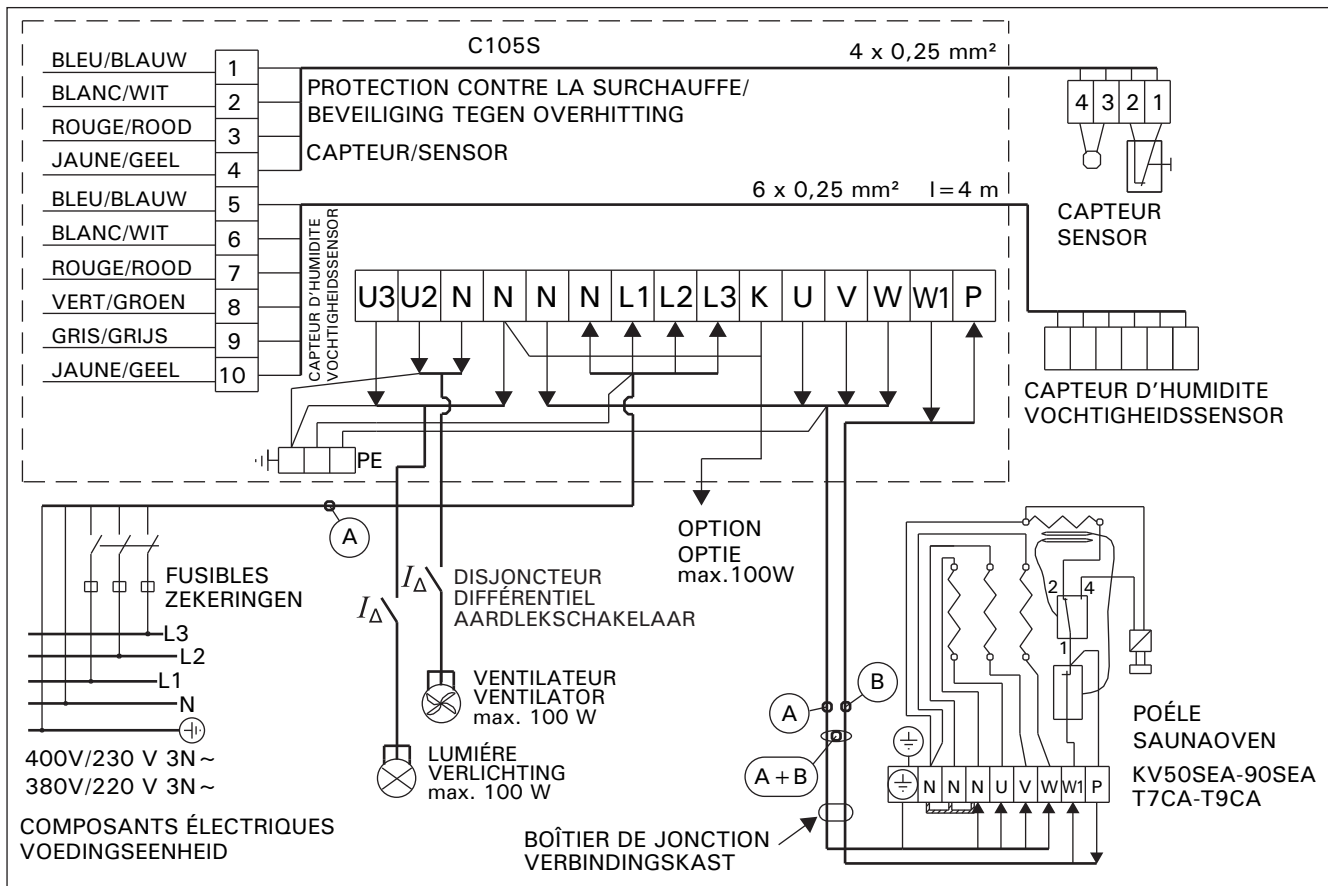 C105S
4 x 0,25 mm²
BLEU/BLAUW 1
BLANC/WIT 2
ROUGE/ROOD 3
JAUNE/GEEL 4
BLEU/BLAUW 5
BLANC/WIT 6
ROUGE/ROOD 7
VERT/GROEN 8
GRIS/GRIJS 9
JAUNE/GEEL 10
PROTECTION CONTRE LA SURCHAUFFE/
BEVEILIGING TEGEN OVERHITTING
CAPTEUR/SENSOR
4 3 2 1
CAPTEUR
SENSOR
6 x 0,25 mm² l=4 m
CAPTEUR D'HUMIDITE
VOCHTIGHEIDSSENSOR
U3 U2 N N N N L1 L2 L3 K U V W W1 P
CAPTEUR D'HUMIDITE
VOCHTIGHEIDSSENSOR
PE
A
OPTION
OPTIE
max.100W
FUSIBLES
ZEKERINGEN
L3
L2
L1
N
400V/230 V 3N~
380V/220 V 3N~
COMPOSANTS ÉLECTRIQUES
VOEDINGSEENHEID
IΔ
IΔ
DISJONCTEUR
DIFFÉRENTIEL
AARDLEKSCHAKELAAR
VENTILATEUR
VENTILATOR
max. 100 W
LUMIÉRE
VERLICHTING
max. 100 W
A
B
A+B
BOÎTIER DE JONCTION
VERBINDINGSKAST
2 4
1
N N N U V W W1 P
POÉLE
SAUNAOVEN
KV50SEA-90SEA
T7CA-T9CA